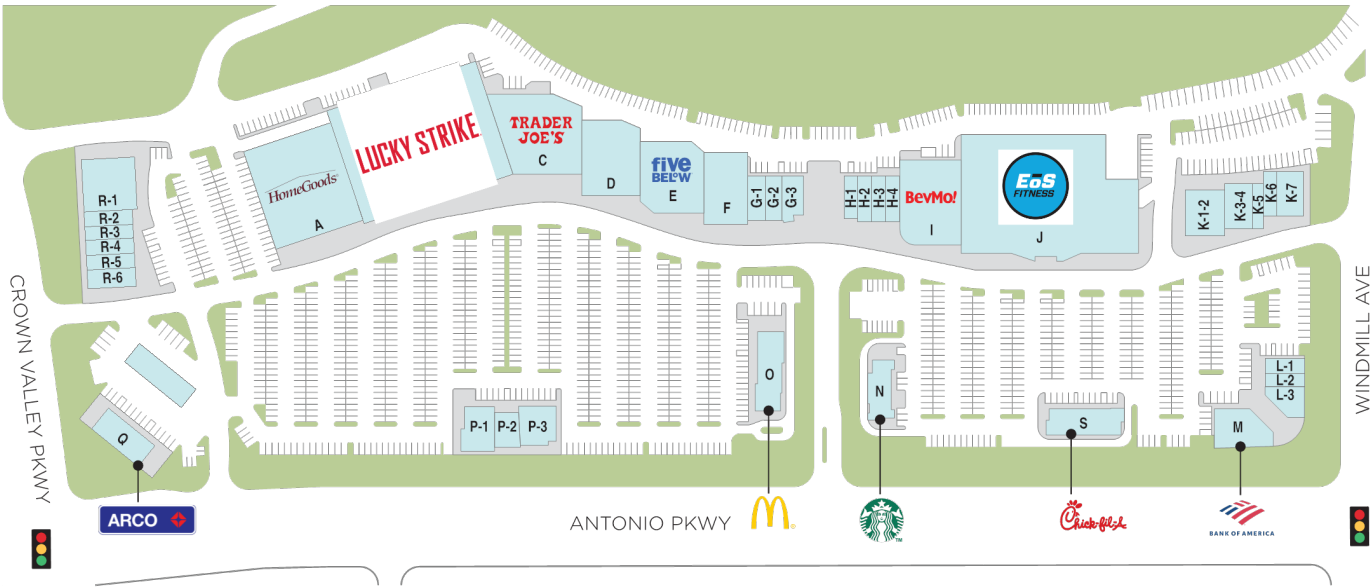 LUCKY STRIKE
TRADER
JOE'S
C
five
BEL°W
E
D
F
HomeGoods
A
G-1
G-2
G-3
H-1
H-2
H-3
H-4
BevMo!
I
EōS
FITNESS
J
K-1-2
K-3-4
K-5
K-6
K-7
R-1
R-2
R-3
R-4
R-5
R-6
CROWN VALLEY PKWY
WINDMILL AVE
Q
P-1
P-2
P-3
O
N
S
L-1
L-2
L-3
M
ARCO
ANTONIO PKWY
TM
Chick-fil-A
BANK OF AMERICA